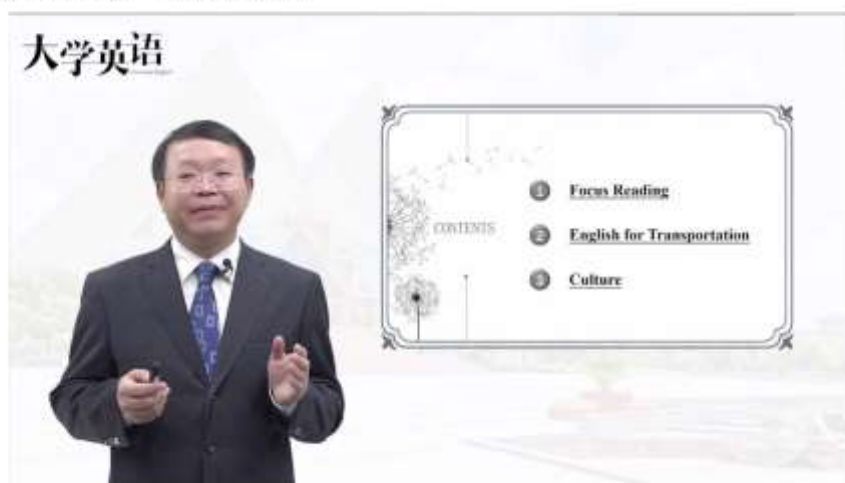 大学英语
CONTENTS
1 Focus Reading
2 English for Transportation
3 Culture